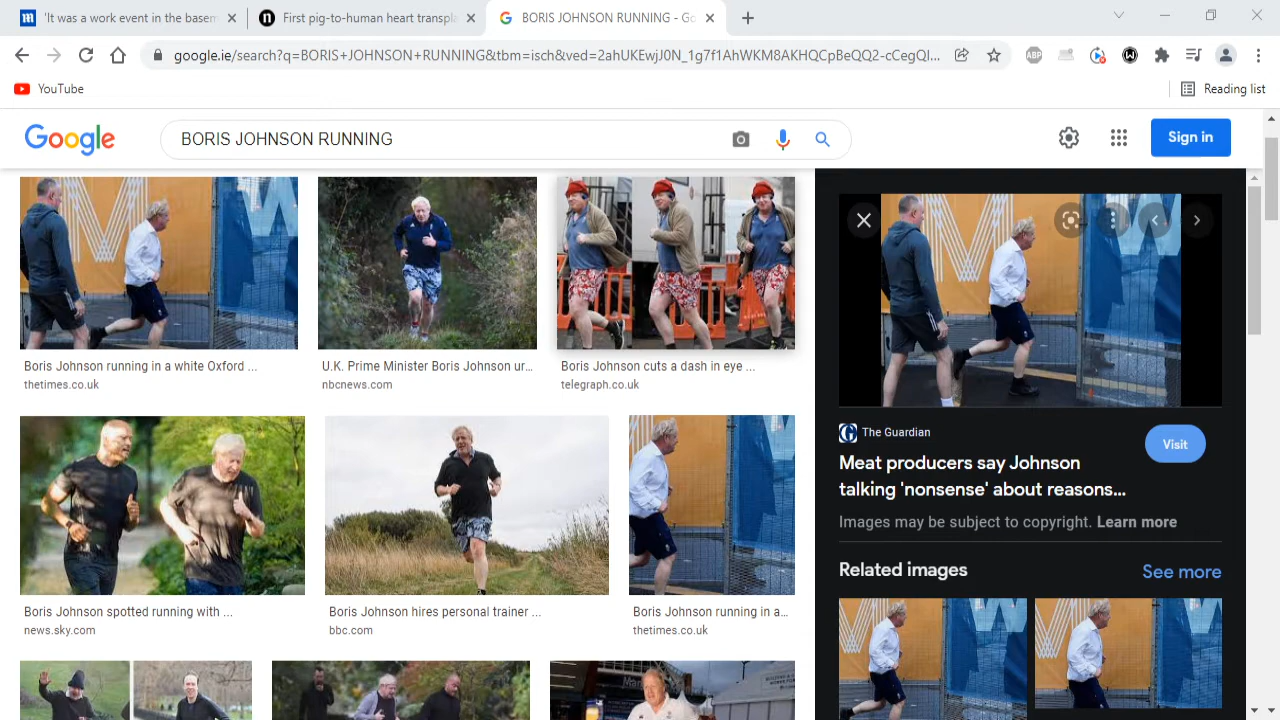 'It was a work event in the basem
First pig-to-human heart transpla
BORIS JOHNSON RUNNING - Go
google.ie/search?q=BORIS+JOHNSON+RUNNING&tbm=isch&ved=2ahUKEwjJ0N_1g7f1AhWKM8AKHQCpBeQQ2-cCegQI...
ABP
YouTube
Reading list
Google
BORIS JOHNSON RUNNING
Sign in
Boris Johnson running in a white Oxford ...
thetimes.co.uk
U.K. Prime Minister Boris Johnson ur...
nbcnews.com
Boris Johnson cuts a dash in eye ...
telegraph.co.uk
Boris Johnson spotted running with ...
news.sky.com
Boris Johnson hires personal trainer ...
bbc.com
Boris Johnson running in a...
thetimes.co.uk
The Guardian
Visit
Meat producers say Johnson
talking 'nonsense' about reasons...
Images may be subject to copyright. Learn more
Related images
See more